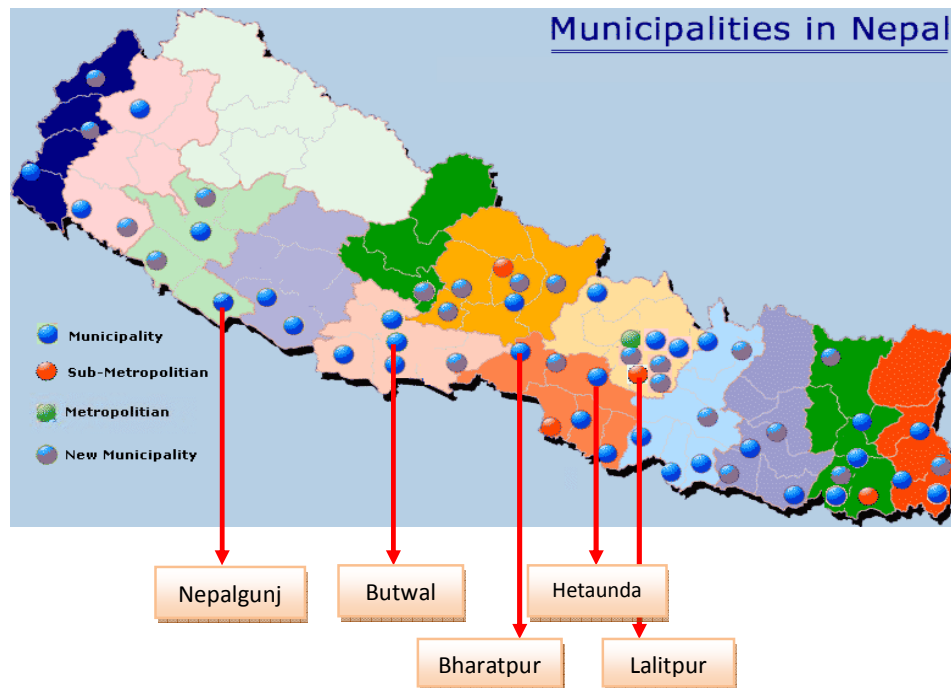 Municipalities in Nepal
Municipality
Sub-Metropolitian
Metropolitian
New Municipality
Nepalgunj
Butwal
Hetaunda
Bharatpur
Lalitpur